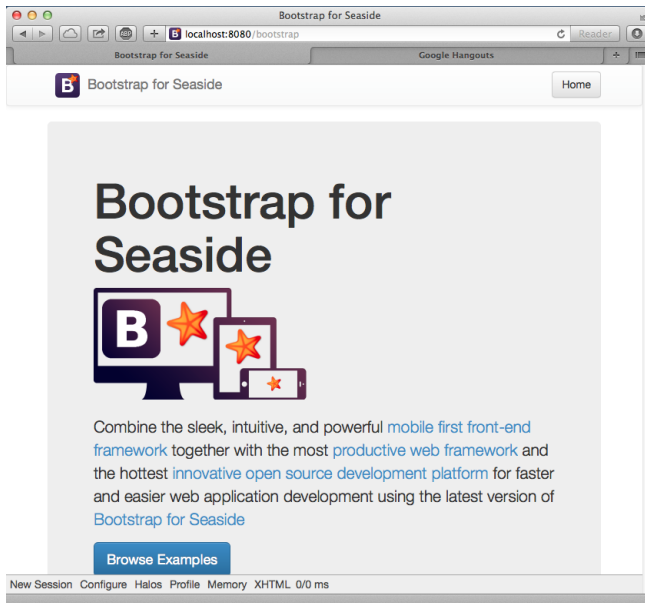 Bootstrap for Seaside
ABP
localhost:8080/bootstrap
Reader
Bootstrap for Seaside
Google Hangouts
B Bootstrap for Seaside
Home
Bootstrap for
Seaside
B
Combine the sleek, intuitive, and powerful mobile first front-end
framework together with the most productive web framework and
the hottest innovative open source development platform for faster
and easier web application development using the latest version of
Bootstrap for Seaside
Browse Examples
New Session Configure Halos Profile Memory XHTML 0/0 ms